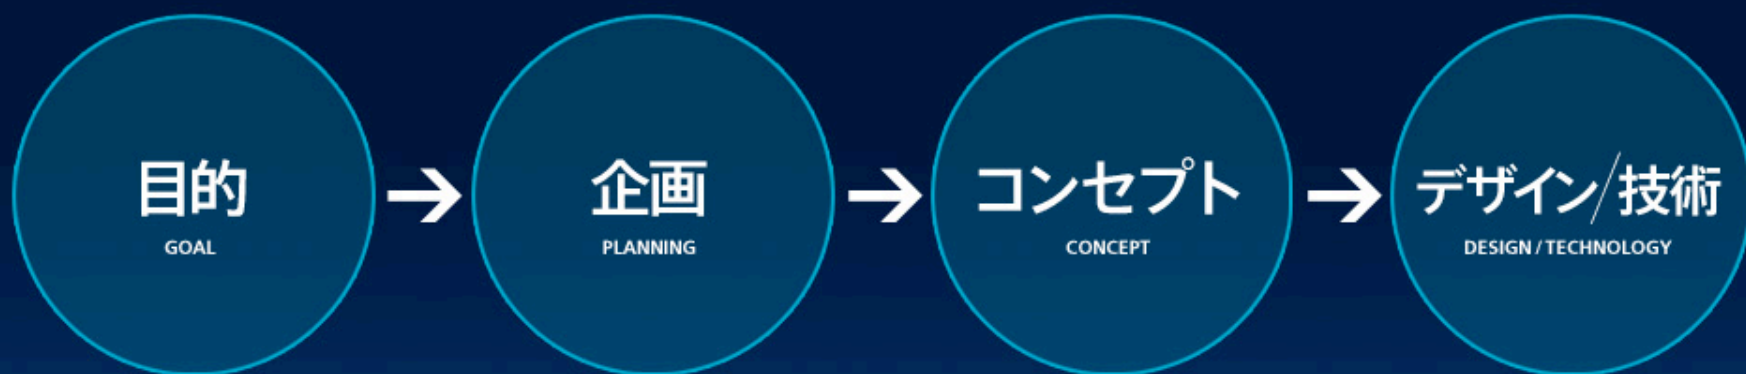 目的
GOAL
→
企画
PLANNING
→
コンセプト
CONCEPT
→
デザイン/技術
DESIGN / TECHNOLOGY